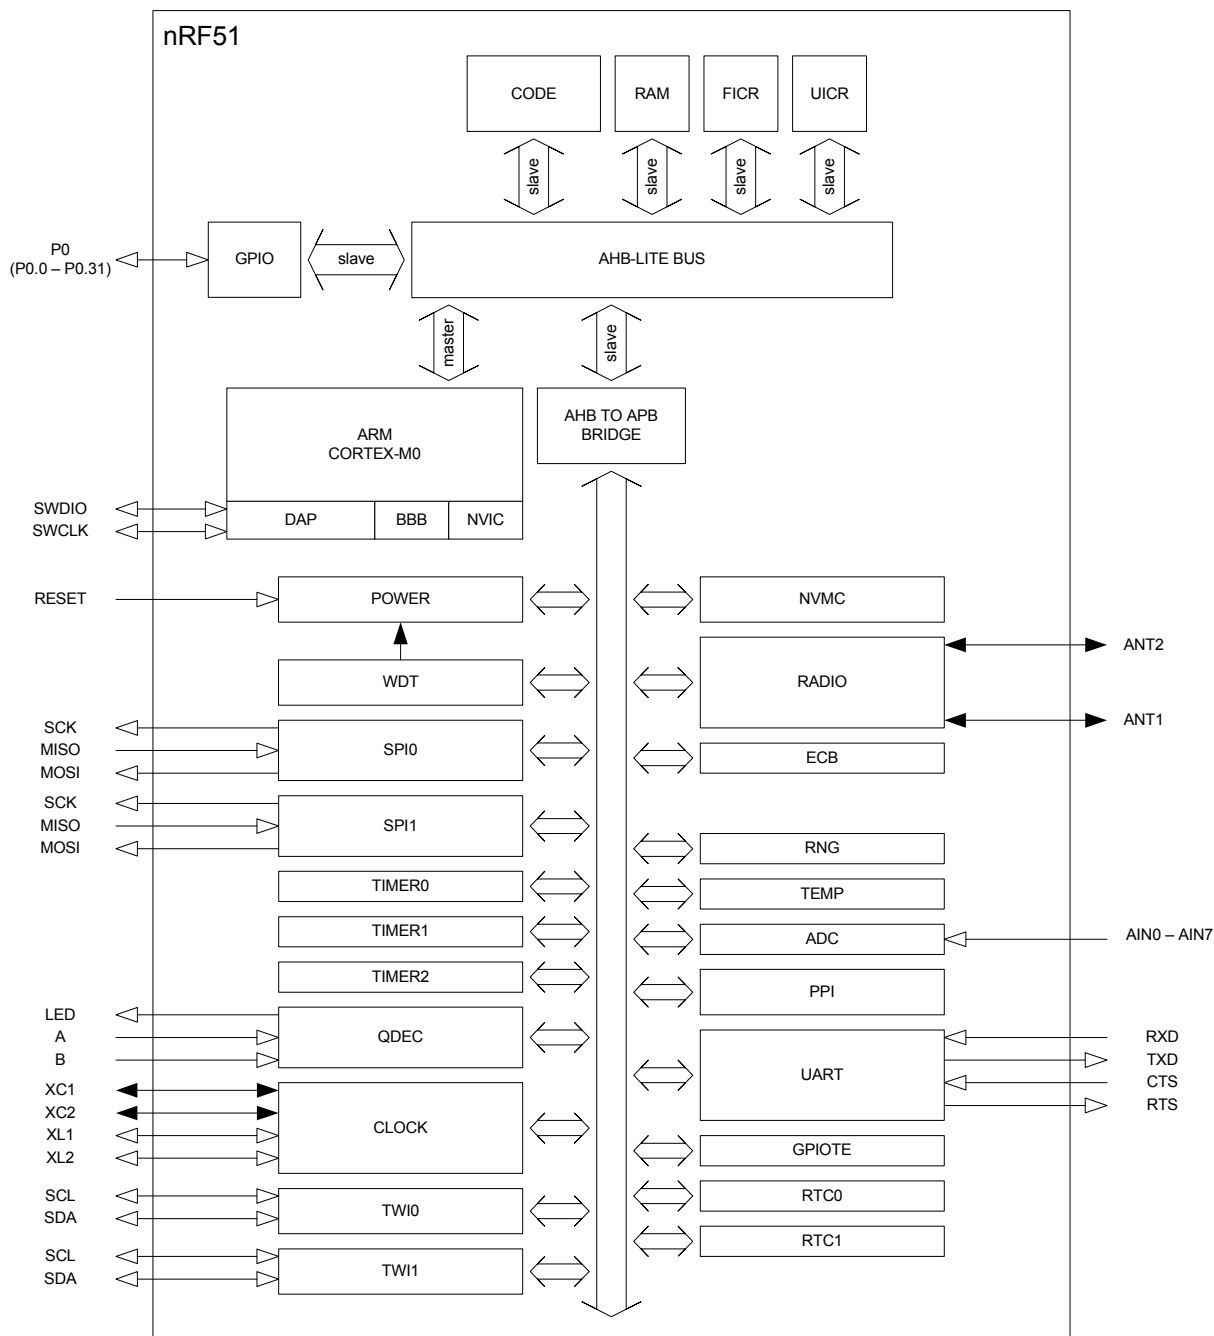 nRF51
CODE
RAM
FICR
UICR
slave
slave
slave
slave
P0
(P0.0 – P0.31)
GPIO
slave
AHB-LITE BUS
master
slave
ARM
CORTEX-M0
AHB TO APB
BRIDGE
SWDIO
SWCLK
DAP
BBB
NVIC
RESET
POWER
NVMC
WDT
RADIO
ANT2
ANT1
SCK
MISO
MOSI
SPI0
ECB
SCK
MISO
MOSI
SPI1
RNG
TIMER0
TEMP
TIMER1
ADC
AIN0 – AIN7
TIMER2
PPI
LED
A
B
QDEC
UART
RXD
TXD
CTS
RTS
XC1
XC2
XL1
XL2
CLOCK
GPIOTE
SCL
SDA
TWI0
RTC0
RTC1
SCL
SDA
TWI1